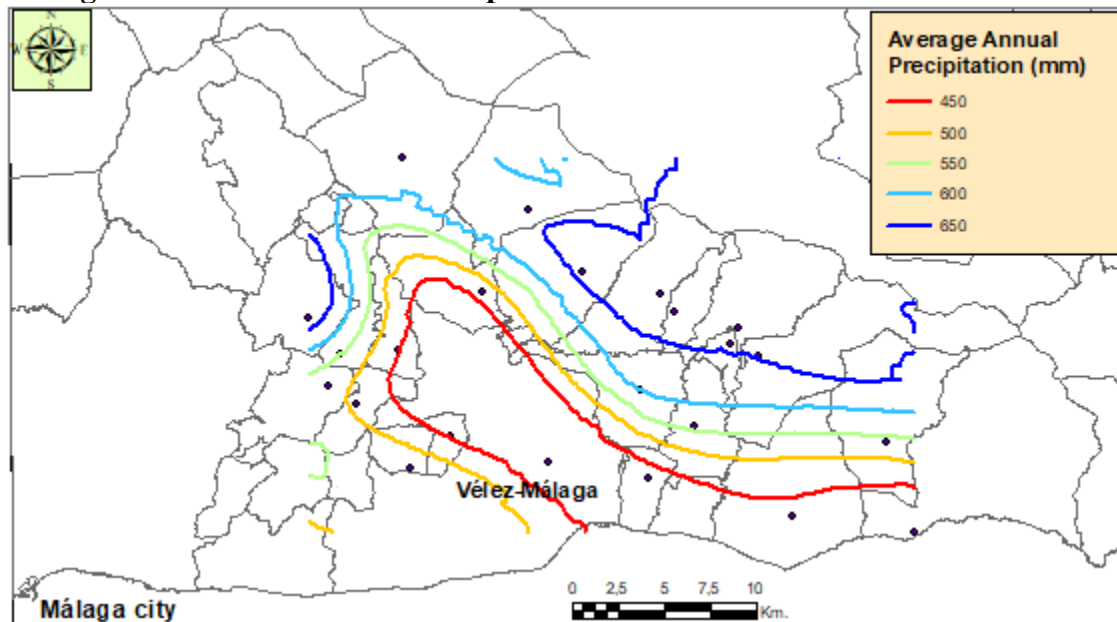 N
W E
S
Average Annual
Precipitation (mm)
450
500
550
600
650
Vélez-Málaga
0 2,5 5 7,5 10
Km.
Málaga city